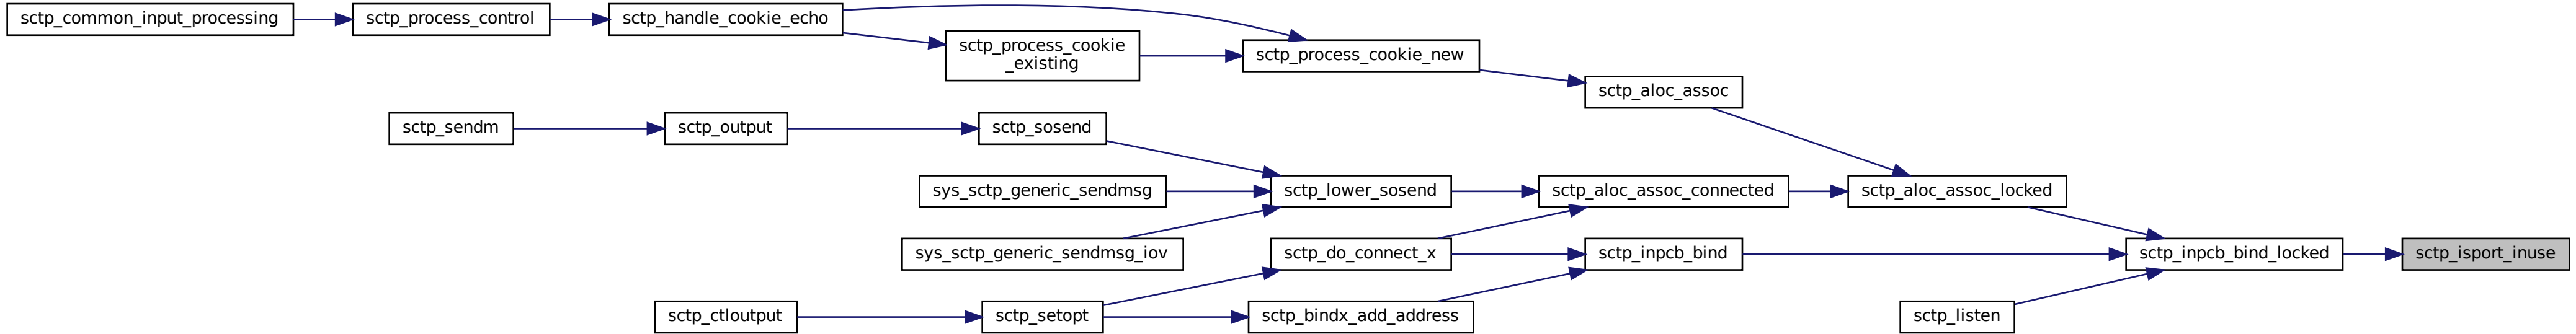 sctp_common_input_processing
sctp_process_control
sctp_handle_cookie_echo
sctp_process_cookie
_existing
sctp_process_cookie_new
sctp_aloc_assoc
sctp_sendm
sctp_output
sctp_sosend
sys_sctp_generic_sendmsg
sctp_lower_sosend
sctp_aloc_assoc_connected
sctp_aloc_assoc_locked
sys_sctp_generic_sendmsg_iov
sctp_do_connect_x
sctp_inpcb_bind
sctp_inpcb_bind_locked
sctp_isport_inuse
sctp_ctloutput
sctp_setopt
sctp_bindx_add_address
sctp_listen